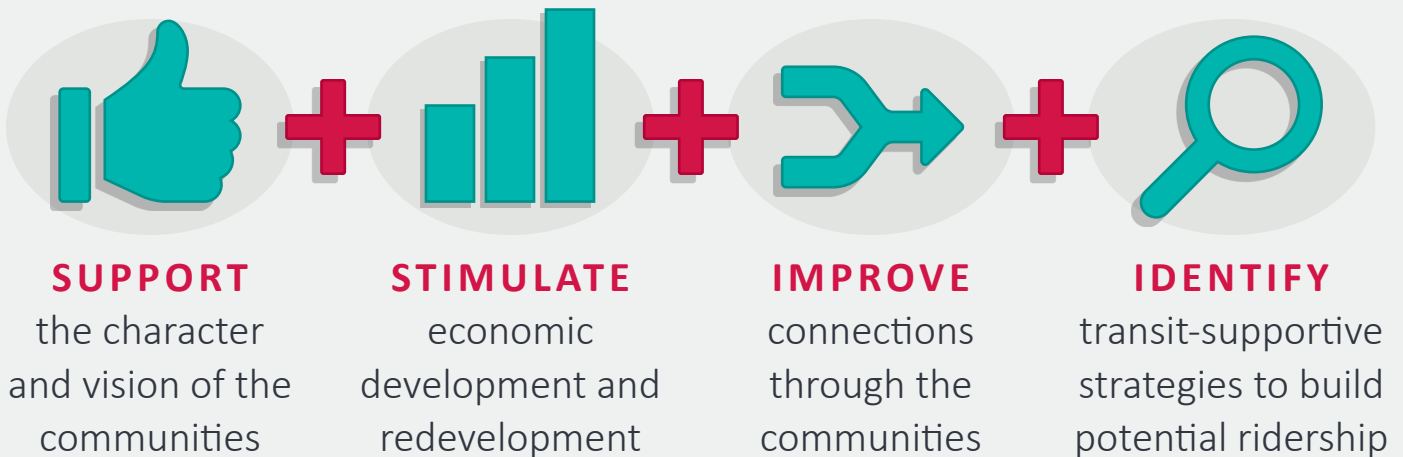 SUPPORT
the character
and vision of the
communities
STIMULATE
economic
development and
redevelopment
IMPROVE
connections
through the
communities
IDENTIFY
transit-supportive
strategies to build
potential ridership